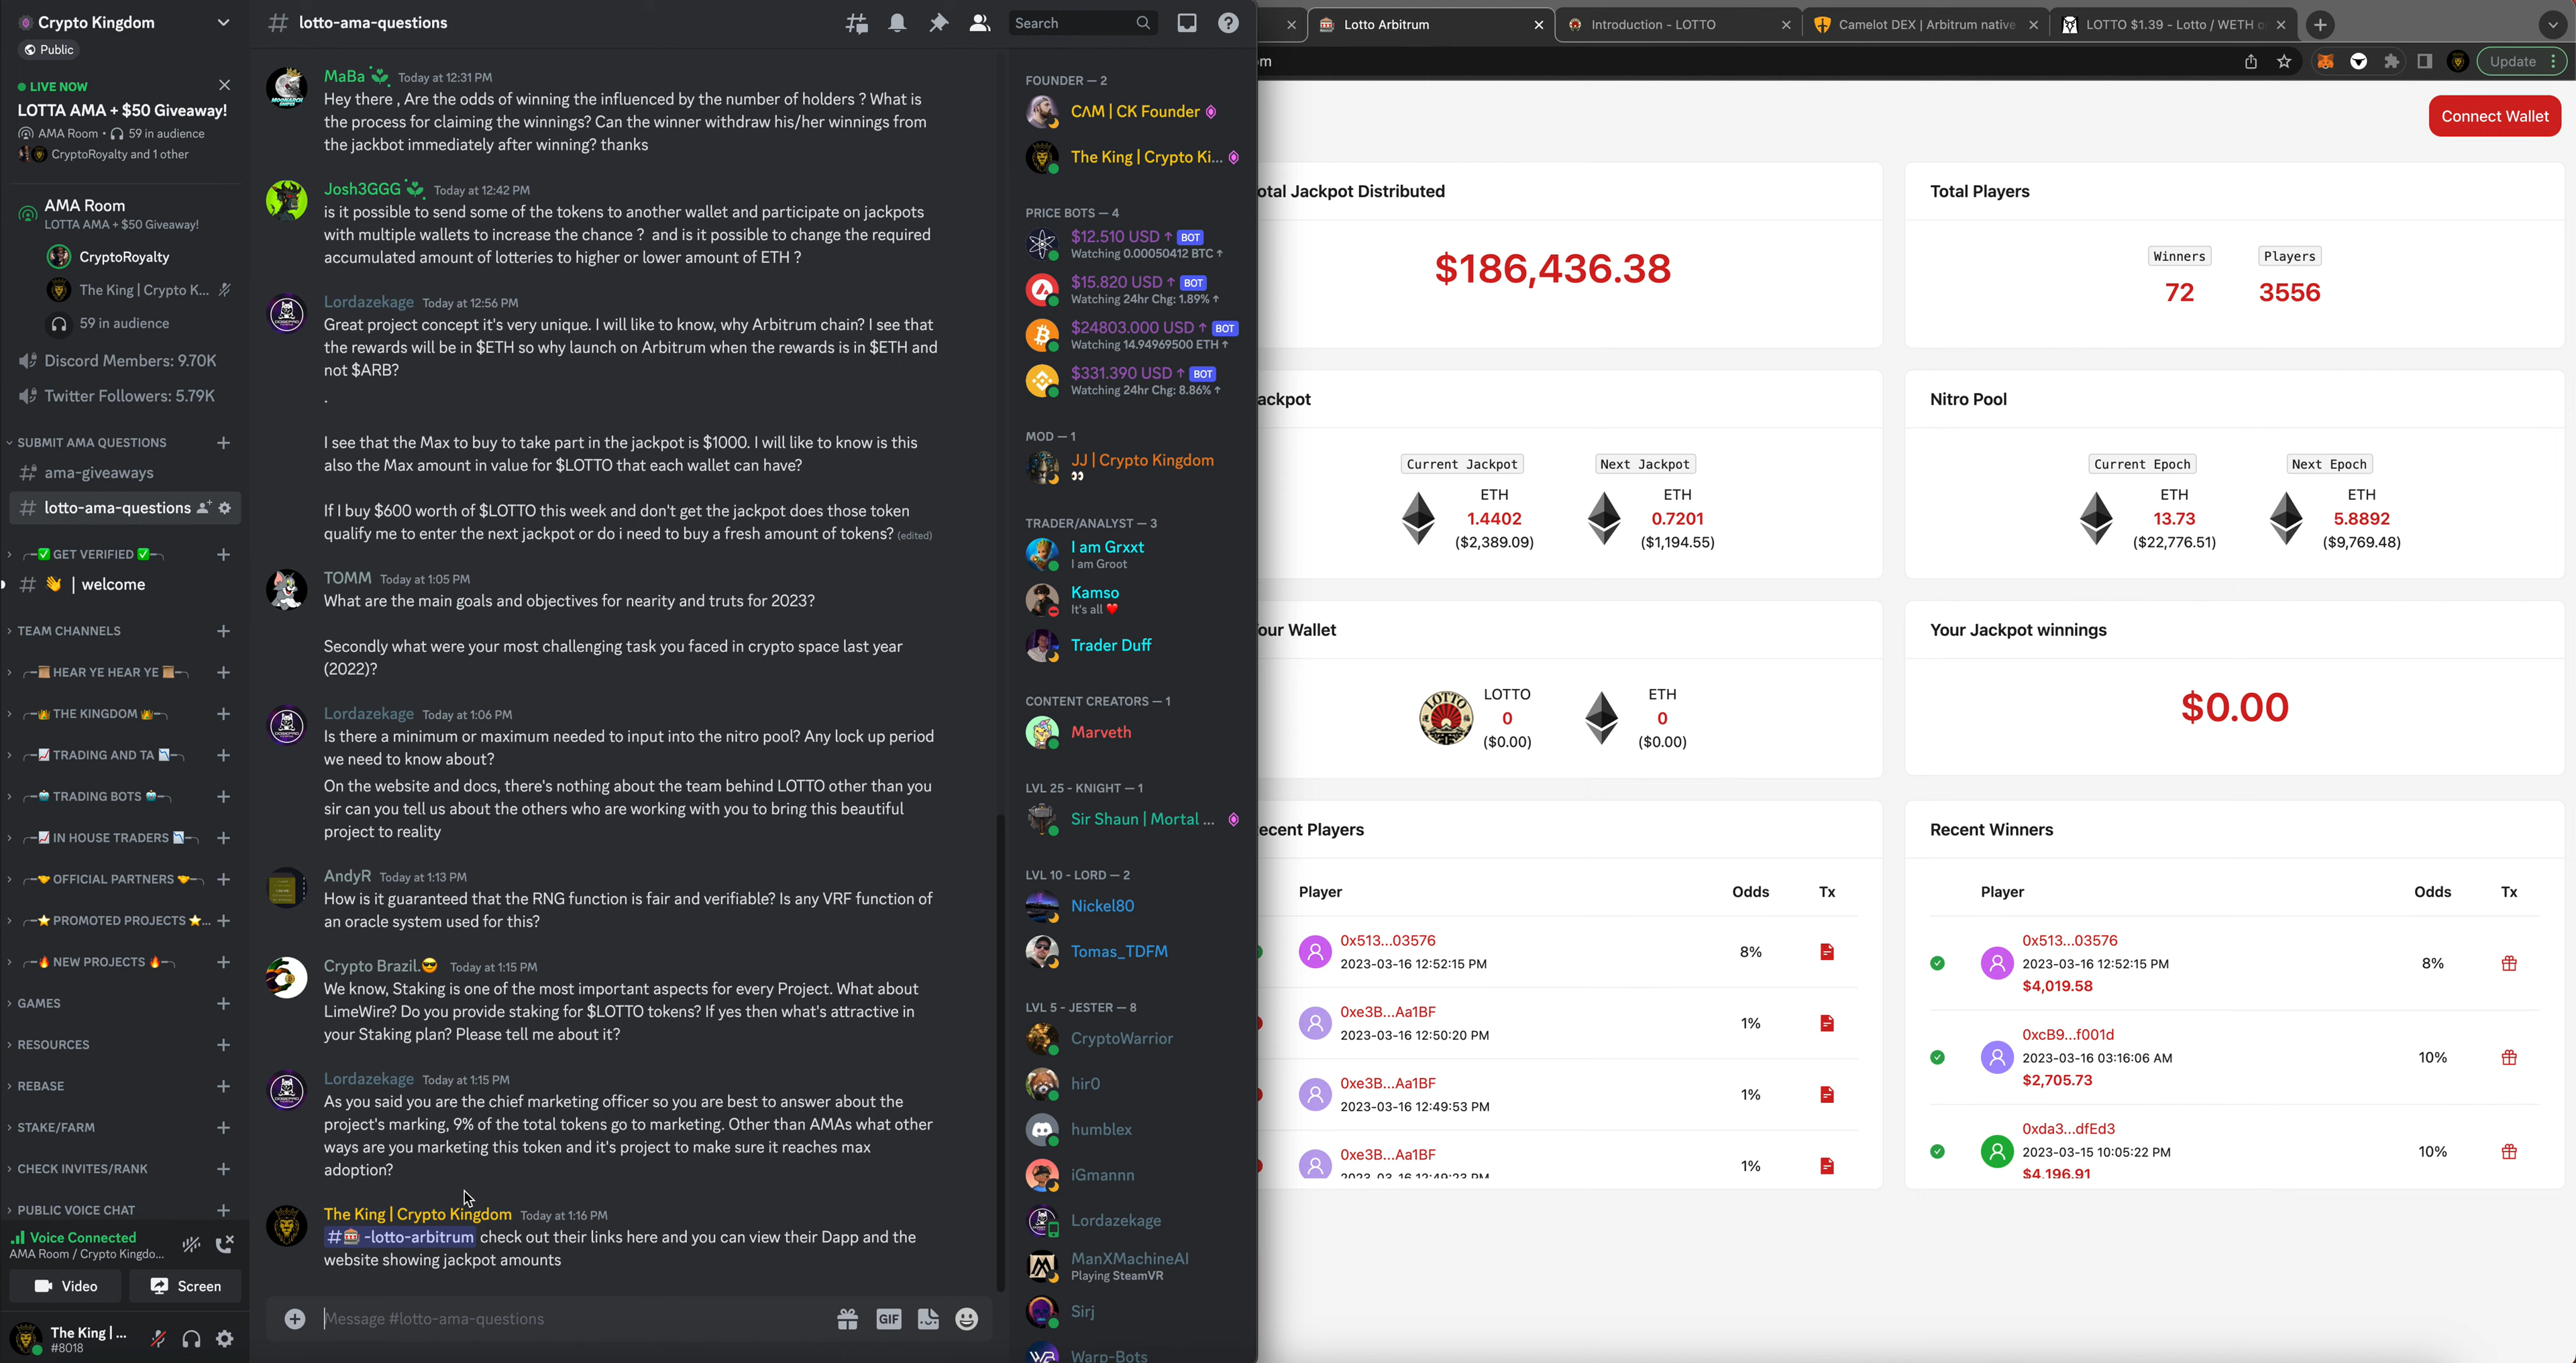 Crypto Kingdom
Public
LIVE NOW
LOTTA AMA + $50 Giveaway!
AMA Room • 59 in audience
CryptoRoyalty and 1 other
AMA Room
LOTTA AMA + $50 Giveaway!
CryptoRoyalty
The King | Crypto K...
59 in audience
Discord Members: 9.70K
Twitter Followers: 5.79K
SUBMIT AMA QUESTIONS
ama-giveaways
lotto-ama-questions
GET VERIFIED
👋 | welcome
TEAM CHANNELS
HEAR YE HEAR YE
THE KINGDOM
TRADING AND TA
TRADING BOTS
IN HOUSE TRADERS
OFFICIAL PARTNERS
PROMOTED PROJECTS ⭐...
NEW PROJECTS
GAMES
RESOURCES
REBASE
STAKE/FARM
CHECK INVITES/RANK
PUBLIC VOICE CHAT
Voice Connected
AMA Room / Crypto Kingdo...
Video
Screen
The King | ...
#8018
# lotto-ama-questions
Search
MaBa Today at 12:31 PM
Hey there , Are the odds of winning the influenced by the number of holders ? What is
the process for claiming the winnings? Can the winner withdraw his/her winnings from
the jackpot immediately after winning? thanks
Josh3GGG Today at 12:42 PM
is it possible to send some of the tokens to another wallet and participate on jackpots
with multiple wallets to increase the chance ? and is it possible to change the required
accumulated amount of lotteries to higher or lower amount of ETH ?
Lordazekage Today at 12:56 PM
Great project concept it's very unique. I will like to know, why Arbitrum chain? I see that
the rewards will be in $ETH so why launch on Arbitrum when the rewards is in $ETH and
not $ARB?
.
I see that the Max to buy to take part in the jackpot is $1000. I will like to know is this
also the Max amount in value for $LOTTO that each wallet can have?
If I buy $600 worth of $LOTTO this week and don't get the jackpot does those token
qualify me to enter the next jackpot or do i need to buy a fresh amount of tokens? (edited)
TOMM Today at 1:05 PM
What are the main goals and objectives for nearity and truts for 2023?
Secondly what were your most challenging task you faced in crypto space last year
(2022)?
Lordazekage Today at 1:06 PM
Is there a minimum or maximum needed to input into the nitro pool? Any lock up period
we need to know about?
On the website and docs, there's nothing about the team behind LOTTO other than you
sir can you tell us about the others who are working with you to bring this beautiful
project to reality
AndyR Today at 1:13 PM
How is it guaranteed that the RNG function is fair and verifiable? Is any VRF function of
an oracle system used for this?
Crypto Brazil.😎 Today at 1:15 PM
We know, Staking is one of the most important aspects for every Project. What about
LimeWire? Do you provide staking for $LOTTO tokens? If yes then what's attractive in
your Staking plan? Please tell me about it?
Lordazekage Today at 1:15 PM
As you said you are the chief marketing officer so you are best to answer about the
project's marking, 9% of the total tokens go to marketing. Other than AMAs what other
ways are you marketing this token and it's project to make sure it reaches max
adoption?
The King | Crypto Kingdom Today at 1:16 PM
#🎰-lotto-arbitrum check out their links here and you can view their Dapp and the
website showing jackpot amounts
Message #lotto-ama-questions
GIF
FOUNDER — 2
CΛM | CK Founder
The King | Crypto Ki...
PRICE BOTS — 4
$12.510 USD ↑ BOT
Watching 0.00050412 BTC ↑
$15.820 USD ↑ BOT
Watching 24hr Chg: 1.89% ↑
$24803.000 USD ↑ BOT
Watching 14.94969500 ETH ↑
$331.390 USD ↑ BOT
Watching 24hr Chg: 8.86% ↑
MOD — 1
JJ | Crypto Kingdom
👀
TRADER/ANALYST — 3
I am Grxxt
I am Groot
Kamso
It's all ❤️
Trader Duff
CONTENT CREATORS — 1
Marveth
LVL 25 - KNIGHT — 1
Sir Shaun | Mortal ...
LVL 10 - LORD — 2
Nickel80
Tomas_TDFM
LVL 5 - JESTER — 8
CryptoWarrior
hir0
humblex
iGmannn
Lordazekage
ManXMachineAI
Playing SteamVR
Sirj
Warp-Bots
Lotto Arbitrum
Introduction - LOTTO
Camelot DEX | Arbitrum native
LOTTO $1.39 - Lotto / WETH o
om
Update
Connect Wallet
otal Jackpot Distributed
$186,436.38
Total Players
Winners Players
72 3556
ackpot
Current Jackpot Next Jackpot
ETH ETH
1.4402 0.7201
($2,389.09) ($1,194.55)
Nitro Pool
Current Epoch Next Epoch
ETH ETH
13.73 5.8892
($22,776.51) ($9,769.48)
our Wallet
LOTTO ETH
0 0
($0.00) ($0.00)
Your Jackpot winnings
$0.00
ecent Players
Player Odds Tx
0x513...03576
2023-03-16 12:52:15 PM
8%
0xe3B...Aa1BF
2023-03-16 12:50:20 PM
1%
0xe3B...Aa1BF
2023-03-16 12:49:53 PM
1%
0xe3B...Aa1BF
2023-03-16 12:49:23 PM
1%
Recent Winners
Player Odds Tx
0x513...03576
2023-03-16 12:52:15 PM
8%
$4,019.58
0xcB9...f001d
2023-03-16 03:16:06 AM
10%
$2,705.73
0xda3...dfEd3
2023-03-15 10:05:22 PM
10%
$4,196.91